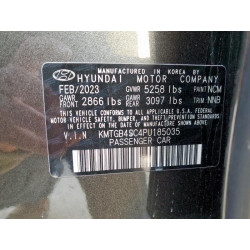 MANUFACTURED BY
HYUNDAI MOTOR COMPANY
FEB/2023 GVWR 5258 lbs PAINT NCM
GAWR FRONT 2866 lbs GAWR REAR 3097 lbs TRIM NNB
THIS VEHICLE CONFORMS TO ALL APPLICABLE U.S.A. FEDERAL
MOTOR VEHICLE SAFETY, BUMPER, AND THEFT PREVENTION
STANDARDS IN EFFECT ON THE DATE OF MANUFACTURE SHOWN ABOVE.
V.I.N KMTGB4SC4PU185035
PASSENGER CAR
MADE IN KOREA